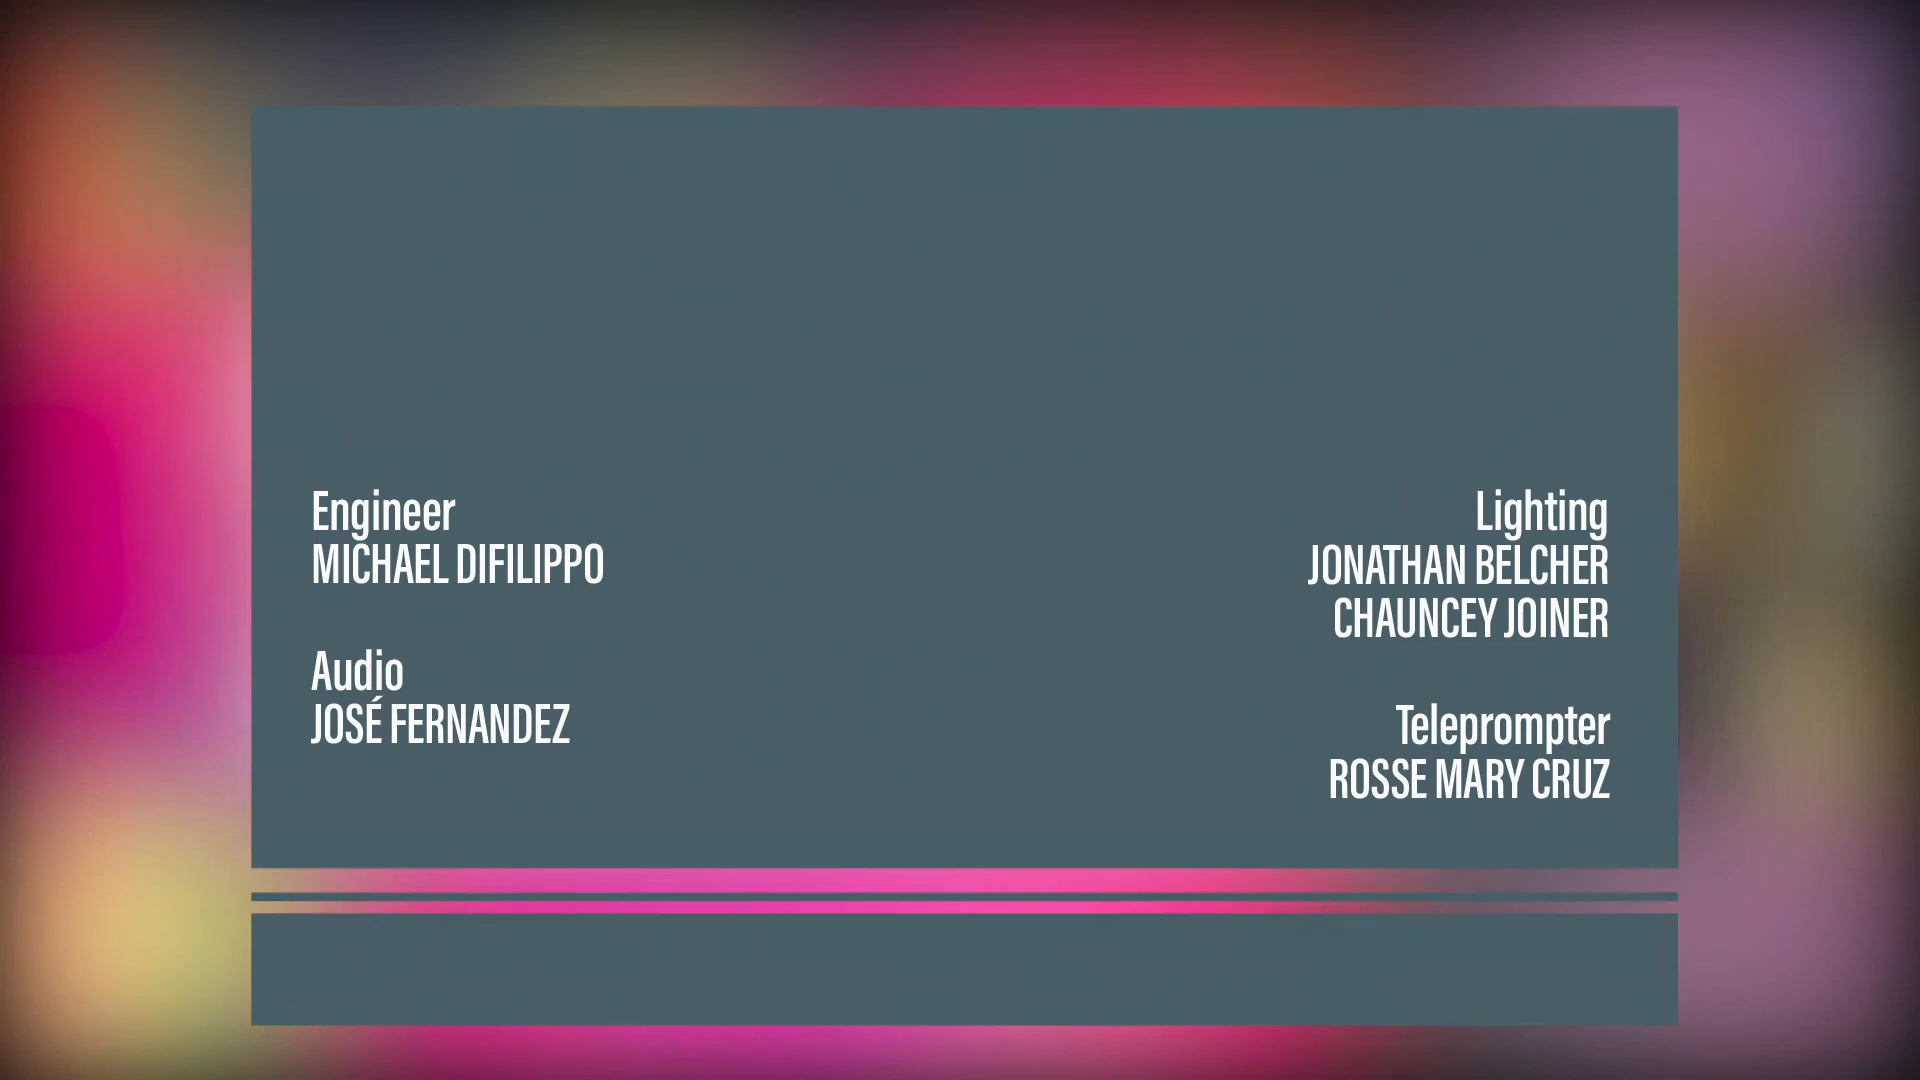 Engineer
MICHAEL DIFILIPPO
Audio
JOSÉ FERNANDEZ
Lighting
JONATHAN BELCHER
CHAUNCEY JOINER
Teleprompter
ROSSE MARY CRUZ